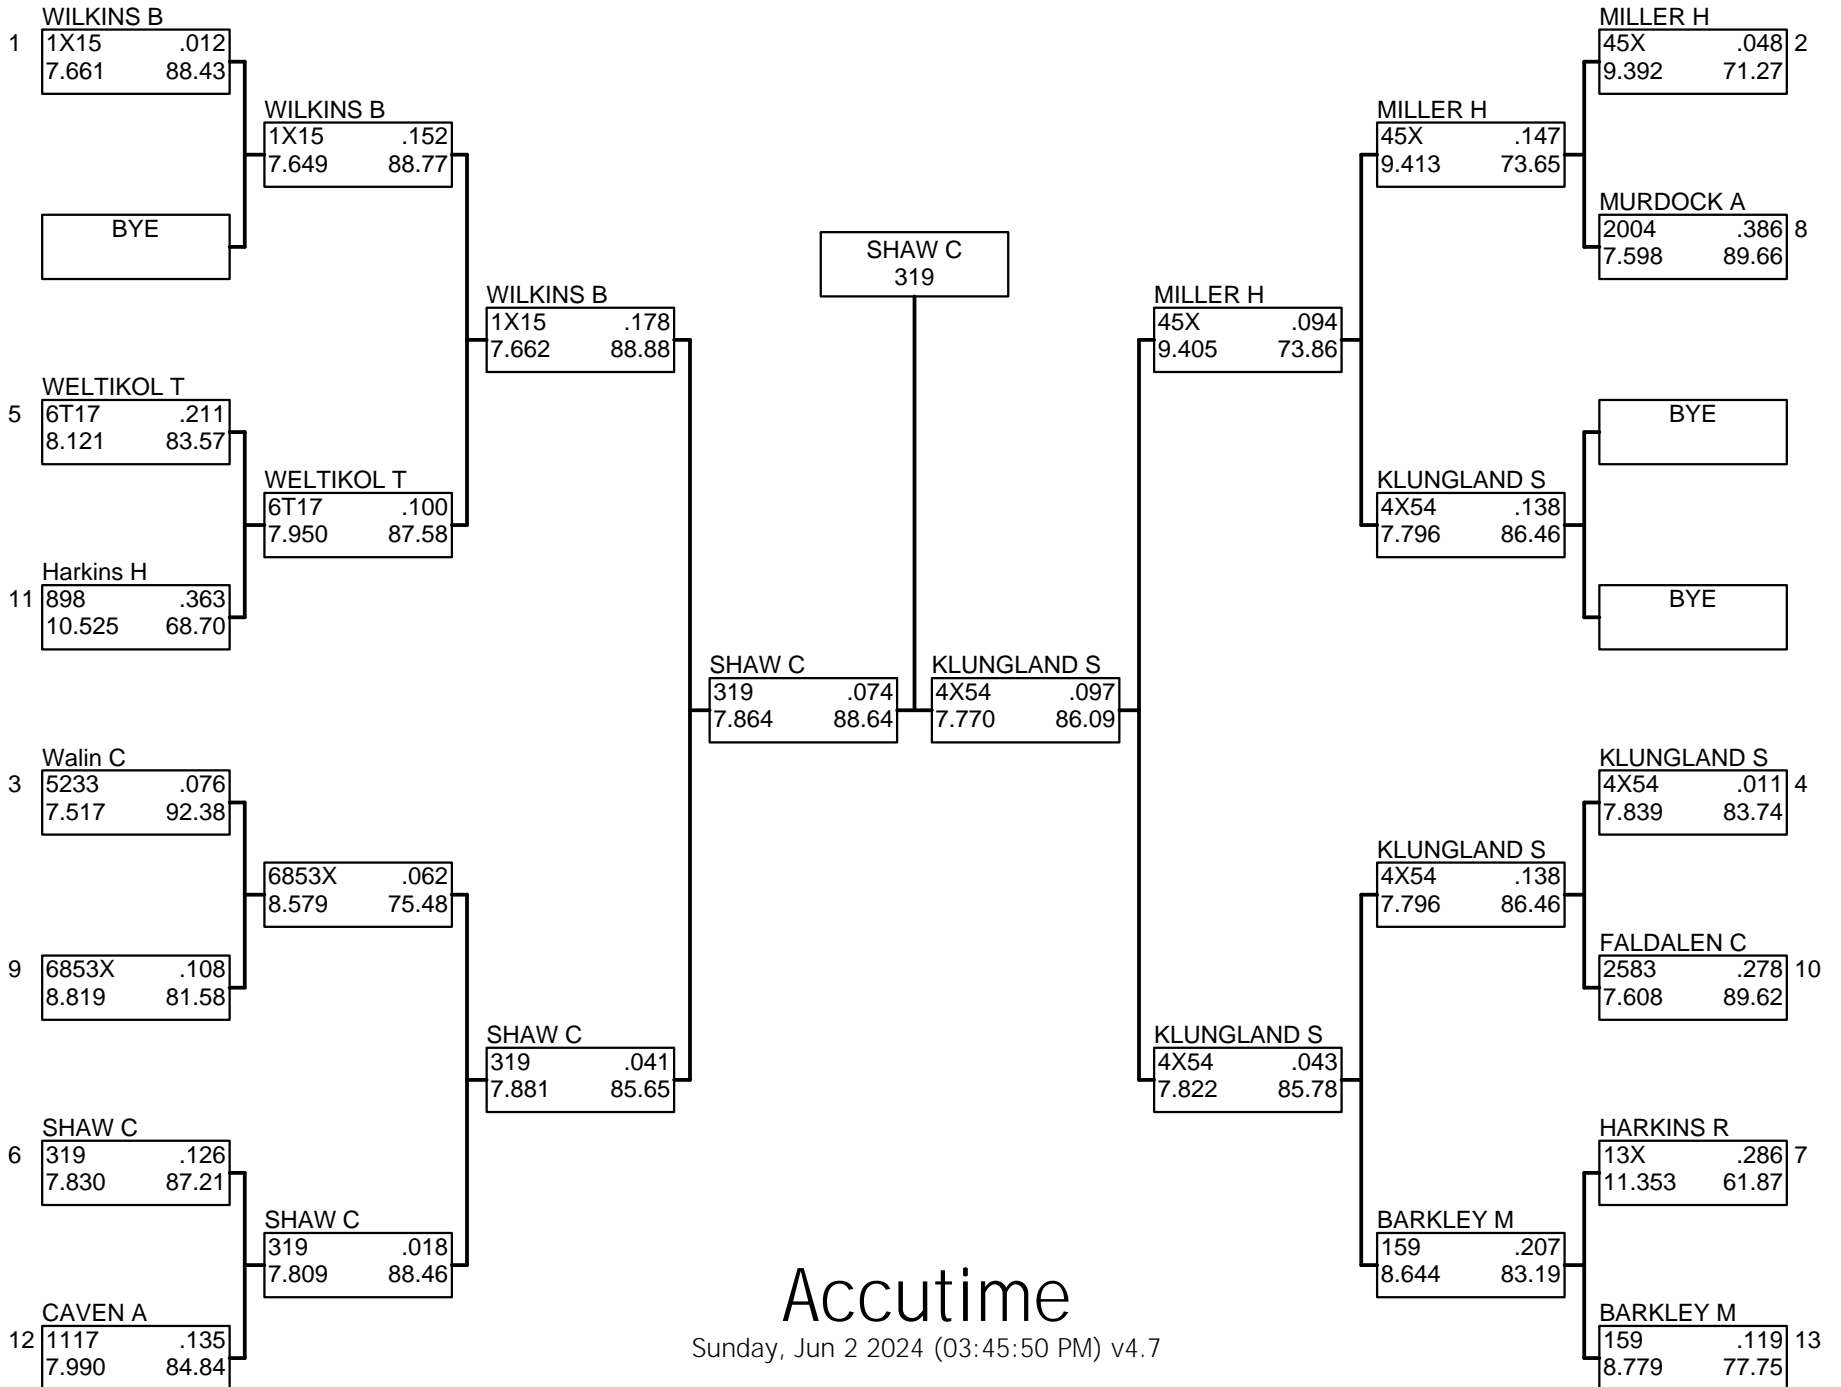 WILKINS B
1 1X15 .012
7.661 88.43
BYE
WELTIKOL T
5 6T17 .211
8.121 83.57
Harkins H
11 898 .363
10.525 68.70
Walin C
3 5233 .076
7.517 92.38
9 6853X .108
8.819 81.58
SHAW C
6 319 .126
7.830 87.21
CAVEN A
12 1117 .135
7.990 84.84
WILKINS B
1X15 .152
7.649 88.77
WELTIKOL T
6T17 .100
7.950 87.58
6853X .062
8.579 75.48
SHAW C
319 .018
7.809 88.46
WILKINS B
1X15 .178
7.662 88.88
SHAW C
319 .041
7.881 85.65
SHAW C
319 .074
7.864 88.64
SHAW C
319
KLUNGLAND S
4X54 .097
7.770 86.09
MILLER H
45X .094
9.405 73.86
KLUNGLAND S
4X54 .043
7.822 85.78
MILLER H
45X .147
9.413 73.65
KLUNGLAND S
4X54 .138
7.796 86.46
KLUNGLAND S
4X54 .138
7.796 86.46
BARKLEY M
159 .207
8.644 83.19
MILLER H
45X .048 2
9.392 71.27
MURDOCK A
2004 .386 8
7.598 89.66
BYE
BYE
KLUNGLAND S
4X54 .011 4
7.839 83.74
FALDALEN C
2583 .278 10
7.608 89.62
HARKINS R
13X .286 7
11.353 61.87
BARKLEY M
159 .119 13
8.779 77.75
Accutime
Sunday, Jun 2 2024 (03:45:50 PM) v4.7